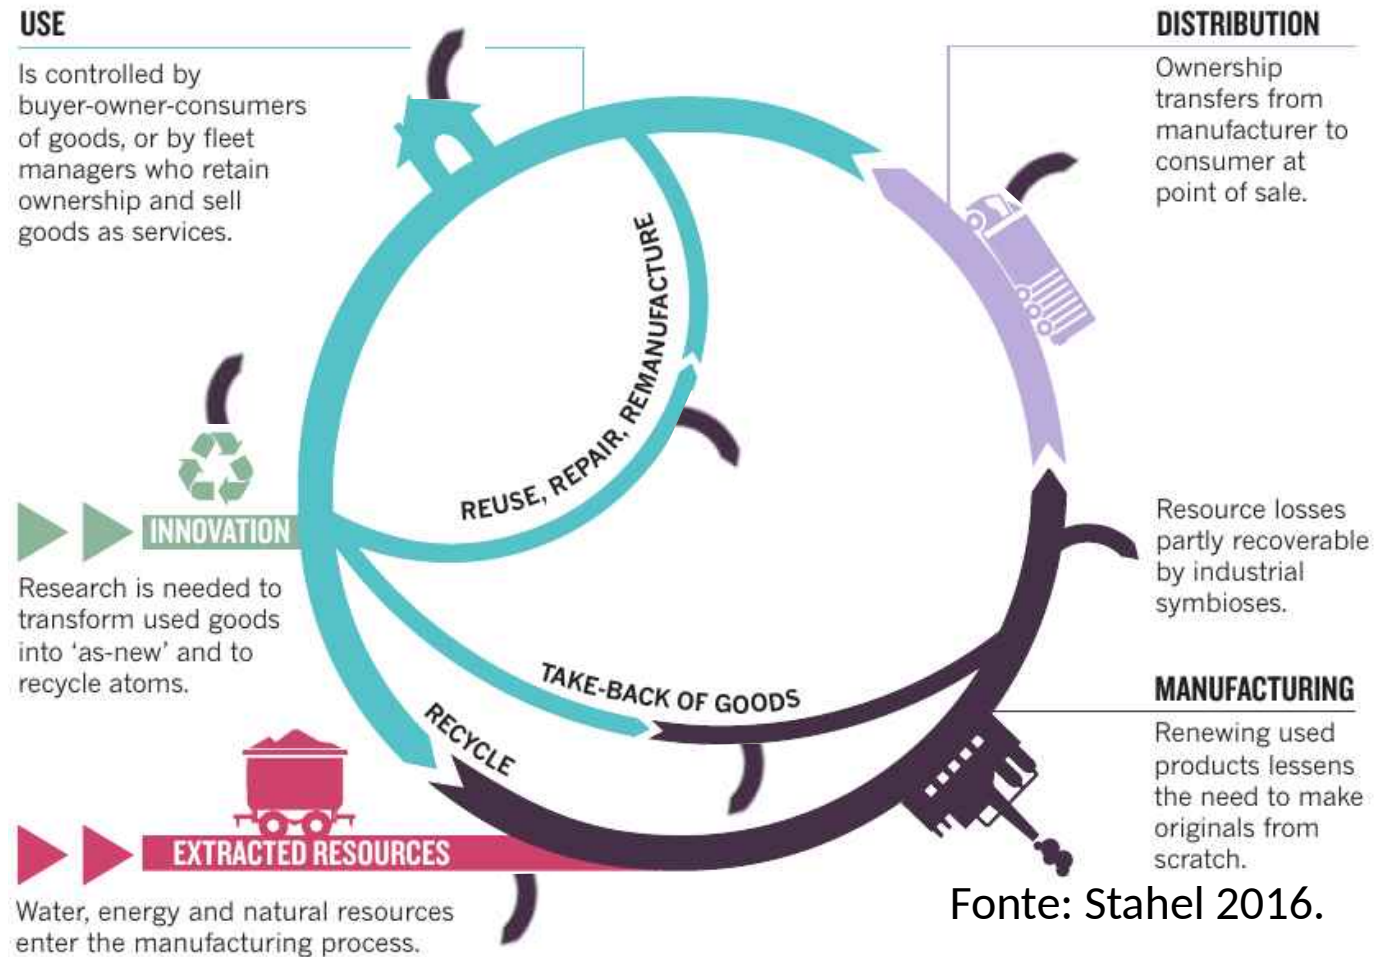 USE
Is controlled by
buyer-owner-consumers
of goods, or by fleet
managers who retain
ownership and sell
goods as services.
DISTRIBUTION
Ownership
transfers from
manufacturer to
consumer at
point of sale.
REUSE, REPAIR, REMANUFACTURE
INNOVATION
Research is needed to
transform used goods
into ‘as-new’ and to
recycle atoms.
Resource losses
partly recoverable
by industrial
symbioses.
TAKE-BACK OF GOODS
RECYCLE
MANUFACTURING
Renewing used
products lessens
the need to make
originals from
scratch.
EXTRACTED RESOURCES
Water, energy and natural resources
enter the manufacturing process.
Fonte: Stahel 2016.